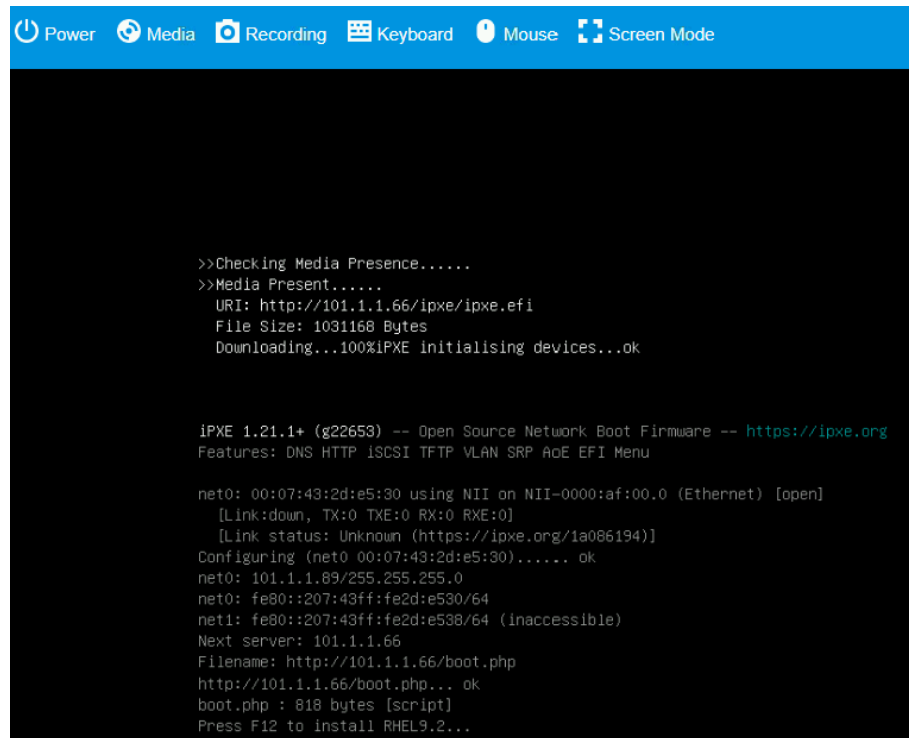 Power Media Recording Keyboard Mouse Screen Mode
>>Checking Media Presence......
>>Media Present......
URI: http://101.1.1.66/ipxe/ipxe.efi
File Size: 1031168 Bytes
Downloading...100%iPXE initialising devices...ok
iPXE 1.21.1+ (g22653) -- Open Source Network Boot Firmware -- https://ipxe.org
Features: DNS HTTP iSCSI TFTP VLAN SRP AoE EFI Menu
net0: 00:07:43:2d:e5:30 using NII on NII-0000:af:00.0 (Ethernet) [open]
[Link:down, TX:0 TXE:0 RX:0 RXE:0]
[Link status: Unknown (https://ipxe.org/1a086194)]
Configuring (net0 00:07:43:2d:e5:30)...... ok
net0: 101.1.1.89/255.255.255.0
net0: fe80::207:43ff:fe2d:e530/64
net1: fe80::207:43ff:fe2d:e538/64 (inaccessible)
Next server: 101.1.1.66
Filename: http://101.1.1.66/boot.php
http://101.1.1.66/boot.php... ok
boot.php : 818 bytes [script]
Press F12 to install RHEL9.2...